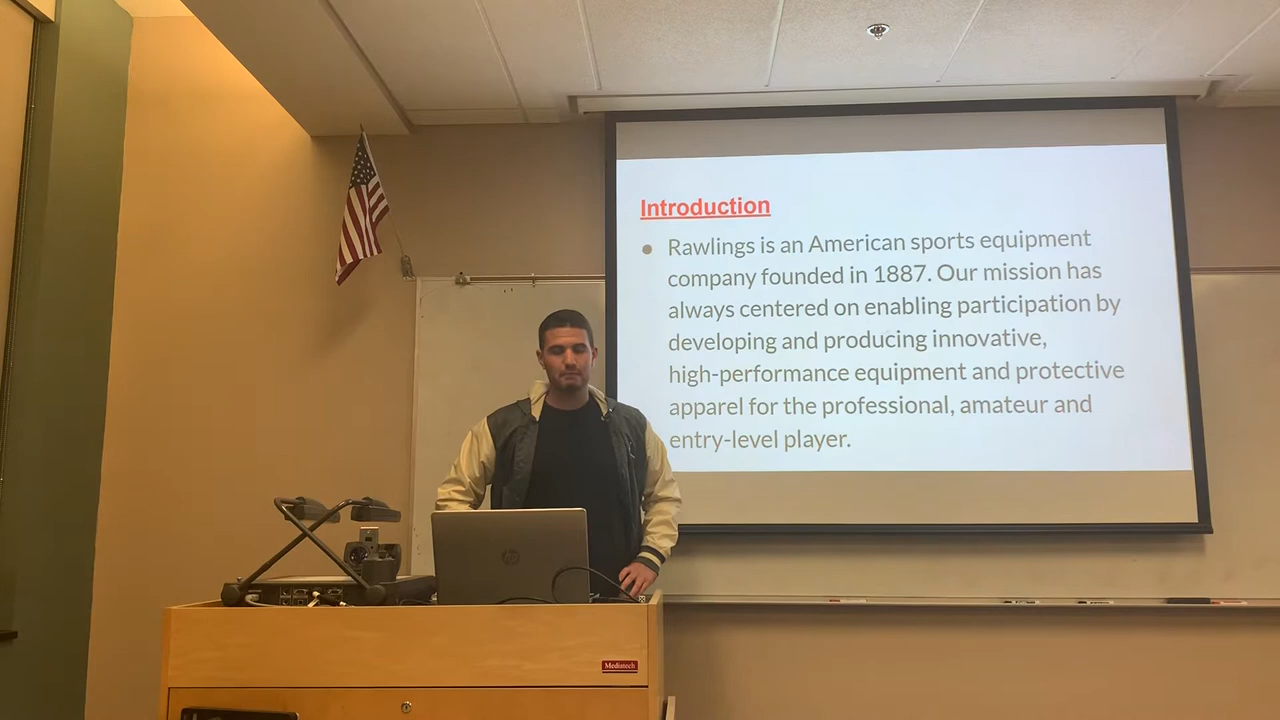 Introduction
● Rawlings is an American sports equipment
company founded in 1887. Our mission has
always centered on enabling participation by
developing and producing innovative,
high-performance equipment and protective
apparel for the professional, amateur and
entry-level player.
hp
Mediatech